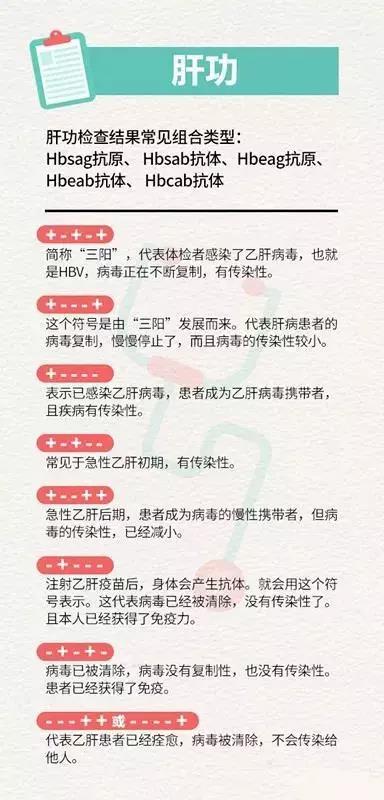 肝功
肝功检查结果常见组合类型：
Hbsag抗原、 Hbsab抗体、Hbeag抗原、
Hbeab抗体、 Hbcab抗体
+-+-+
简称“三阳”，代表体检者感染了乙肝病毒，也就
是HBV，病毒正在不断复制，有传染性。
+---+
这个符号是由“三阳”发展而来。代表肝病患者的
病毒复制，慢慢停止了，而且病毒的传染性较小。
+----
表示已感染乙肝病毒，患者成为乙肝病毒携带者，
且疾病有传染性。
+-+--
常见于急性乙肝初期，有传染性。
+--++
急性乙肝后期，患者成为病毒的慢性携带者，但病
毒的传染性，已经减小。
-+---
注射乙肝疫苗后，身体会产生抗体。就会用这个符
号表示。这代表病毒已经被清除，没有传染性了。
且本人已经获得了免疫力。
-+-+-
病毒已被清除，病毒没有复制性，也没有传染性。
患者已经获得了免疫。
---++或----+
代表乙肝患者已经痊愈，病毒被清除，不会传染给
他人。